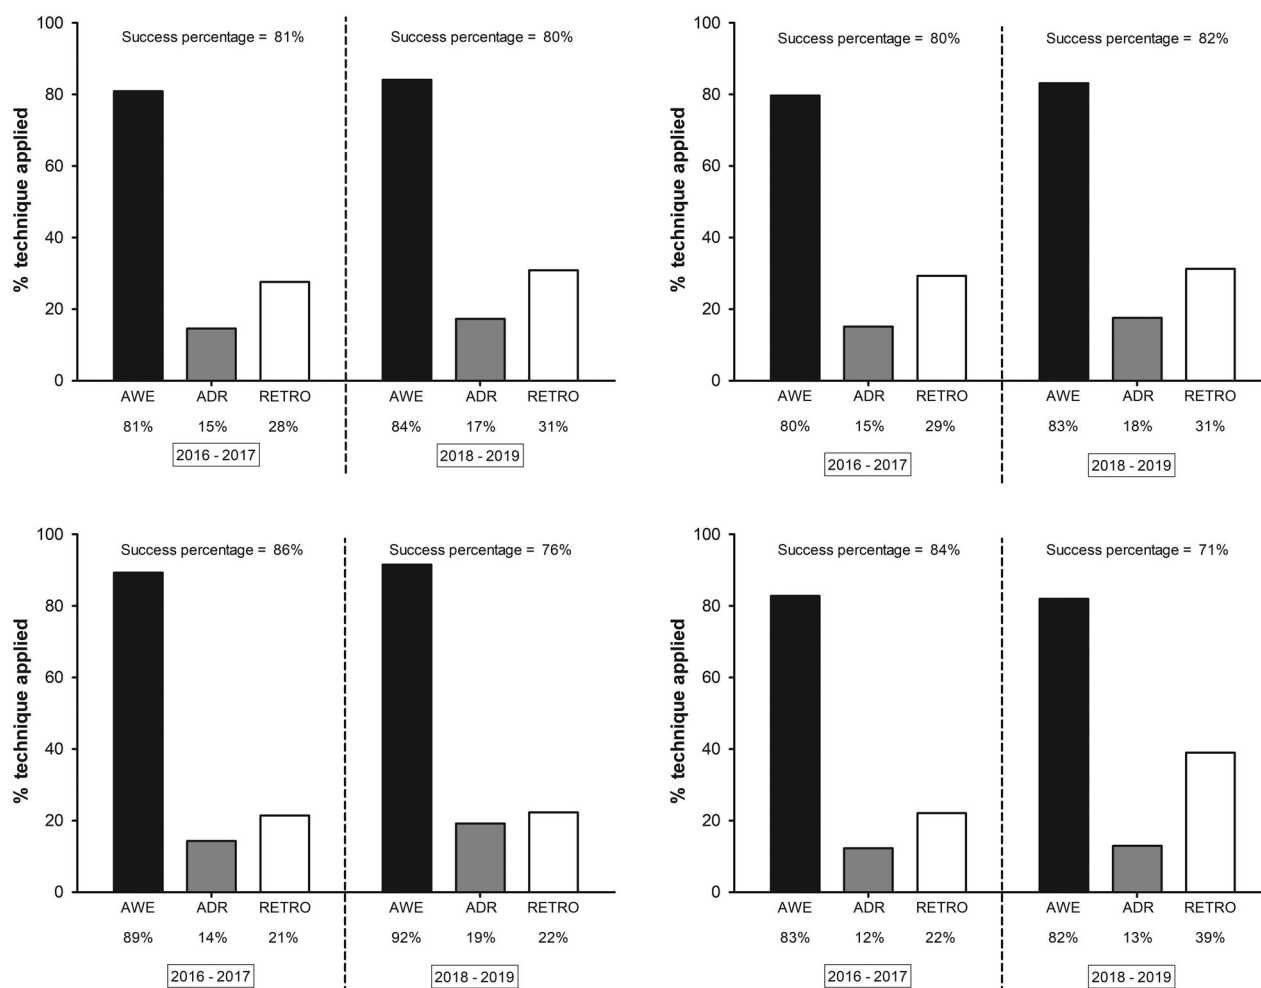 Success percentage = 81%
Success percentage = 80%
% technique applied
100
80
60
40
20
0
AWE ADR RETRO AWE ADR RETRO
81% 15% 28% 84% 17% 31%
2016 - 2017 2018 - 2019
Success percentage = 80%
Success percentage = 82%
% technique applied
100
80
60
40
20
0
AWE ADR RETRO AWE ADR RETRO
80% 15% 29% 83% 18% 31%
2016 - 2017 2018 - 2019
Success percentage = 86%
Success percentage = 76%
% technique applied
100
80
60
40
20
0
AWE ADR RETRO AWE ADR RETRO
89% 14% 21% 92% 19% 22%
2016 - 2017 2018 - 2019
Success percentage = 84%
Success percentage = 71%
% technique applied
100
80
60
40
20
0
AWE ADR RETRO AWE ADR RETRO
83% 12% 22% 82% 13% 39%
2016 - 2017 2018 - 2019